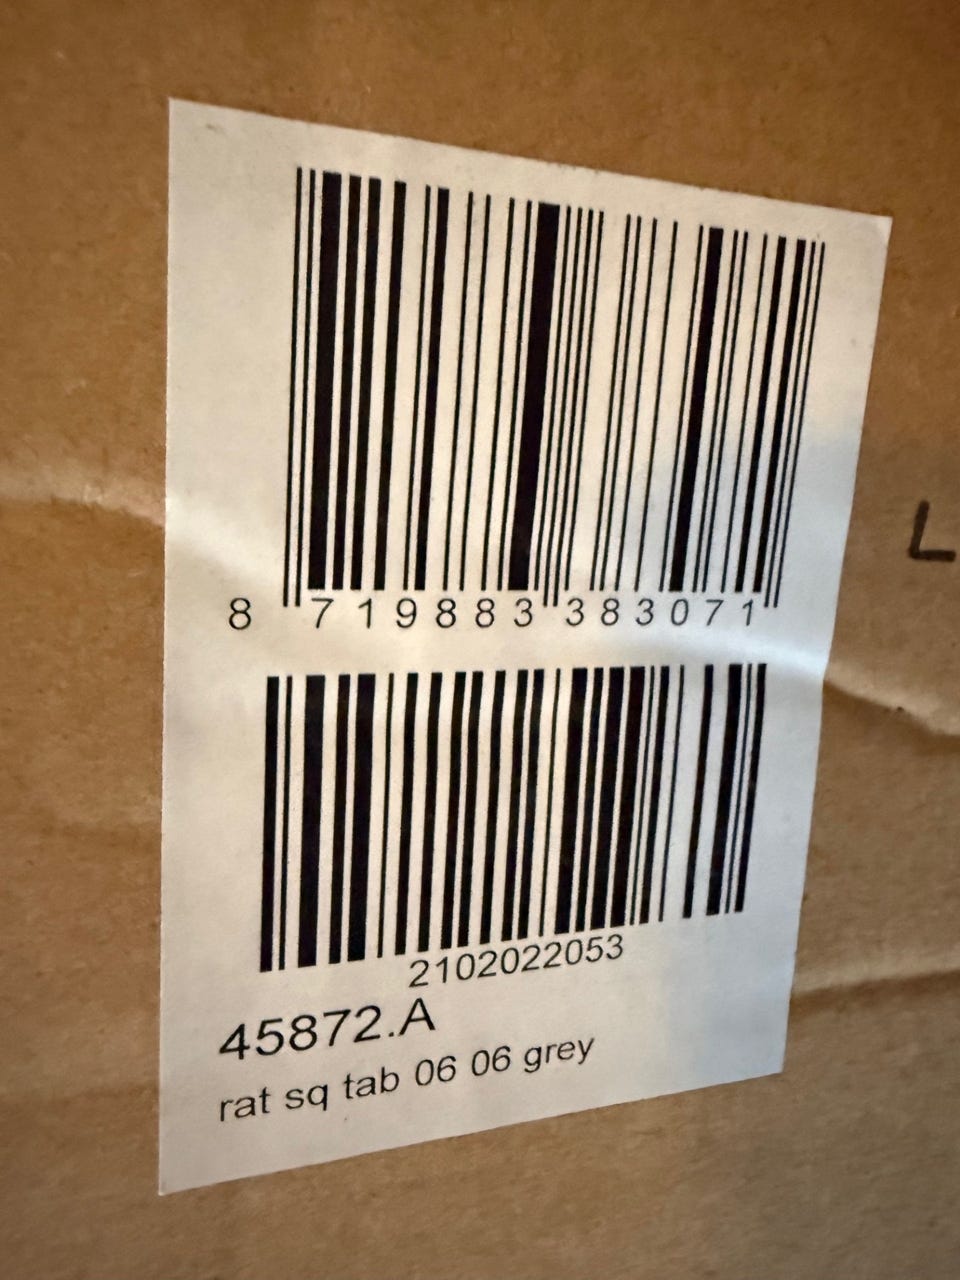 8 719883 383071
L
2102022053
45872.A
rat sq tab 06 06 grey